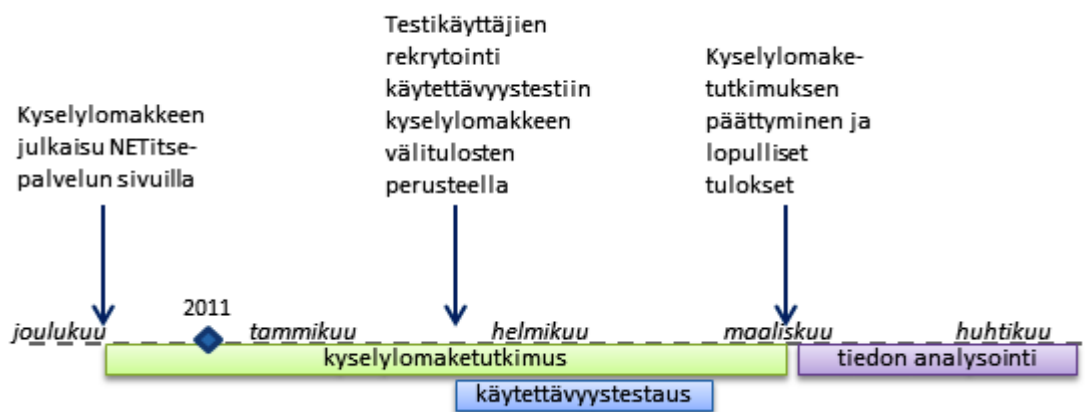 Kyselylomakkeen
julkaisu NETitse-
palvelun sivuilla
Testikäyttäjien
rekrytointi
käytettävyystestiin
kyselylomakkeen
välitulosten
perusteella
Kyselylomake-
tutkimuksen
päättyminen ja
lopulliset
tulokset
2011
joulukuu tammikuu helmikuu maaliskuu huhtikuu
kyselylomaketutkimus tiedon analysointi
käytettävyystestaus